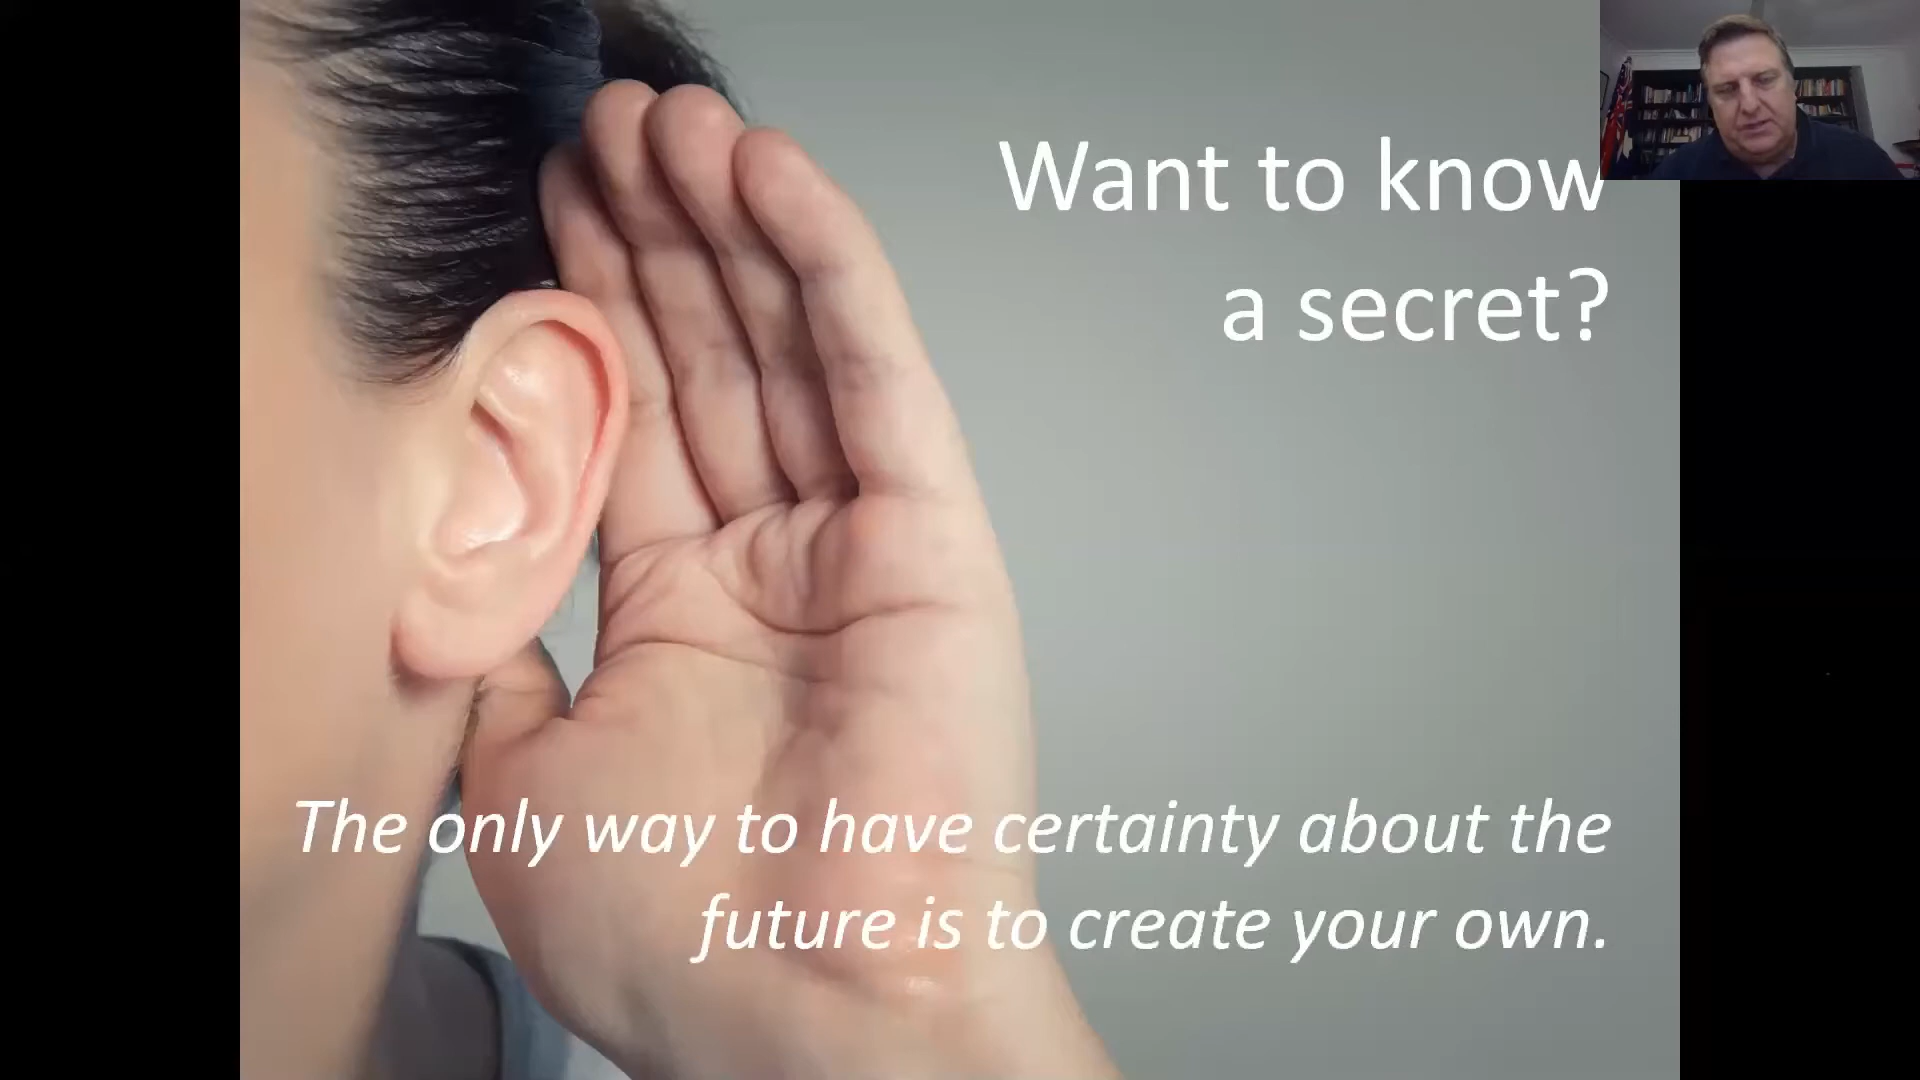 Want to know
a secret?
The only way to have certainty about the
future is to create your own.